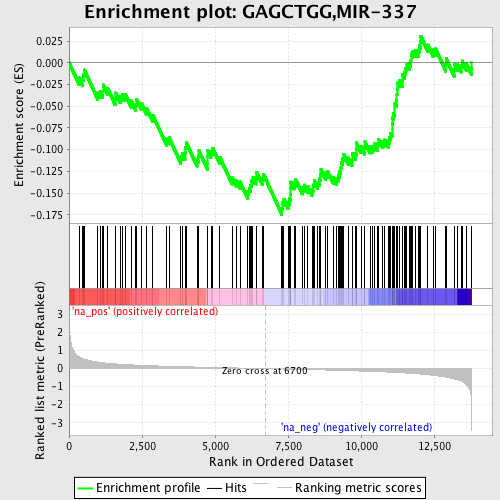 Enrichment plot: GAGCTGG,MIR-337
Enrichment score (ES)
0.025
0.000
-0.025
-0.050
-0.075
-0.100
-0.125
-0.150
-0.175
'na_pos' (positively correlated)
Ranked list metric (PreRanked)
3
2
1
0
-1
-2
-3
Zero cross at 6700
'na_neg' (negatively correlated)
0
2,500
5,000
7,500
10,000
12,500
Rank in Ordered Dataset
Enrichment profile
Hits
Ranking metric scores